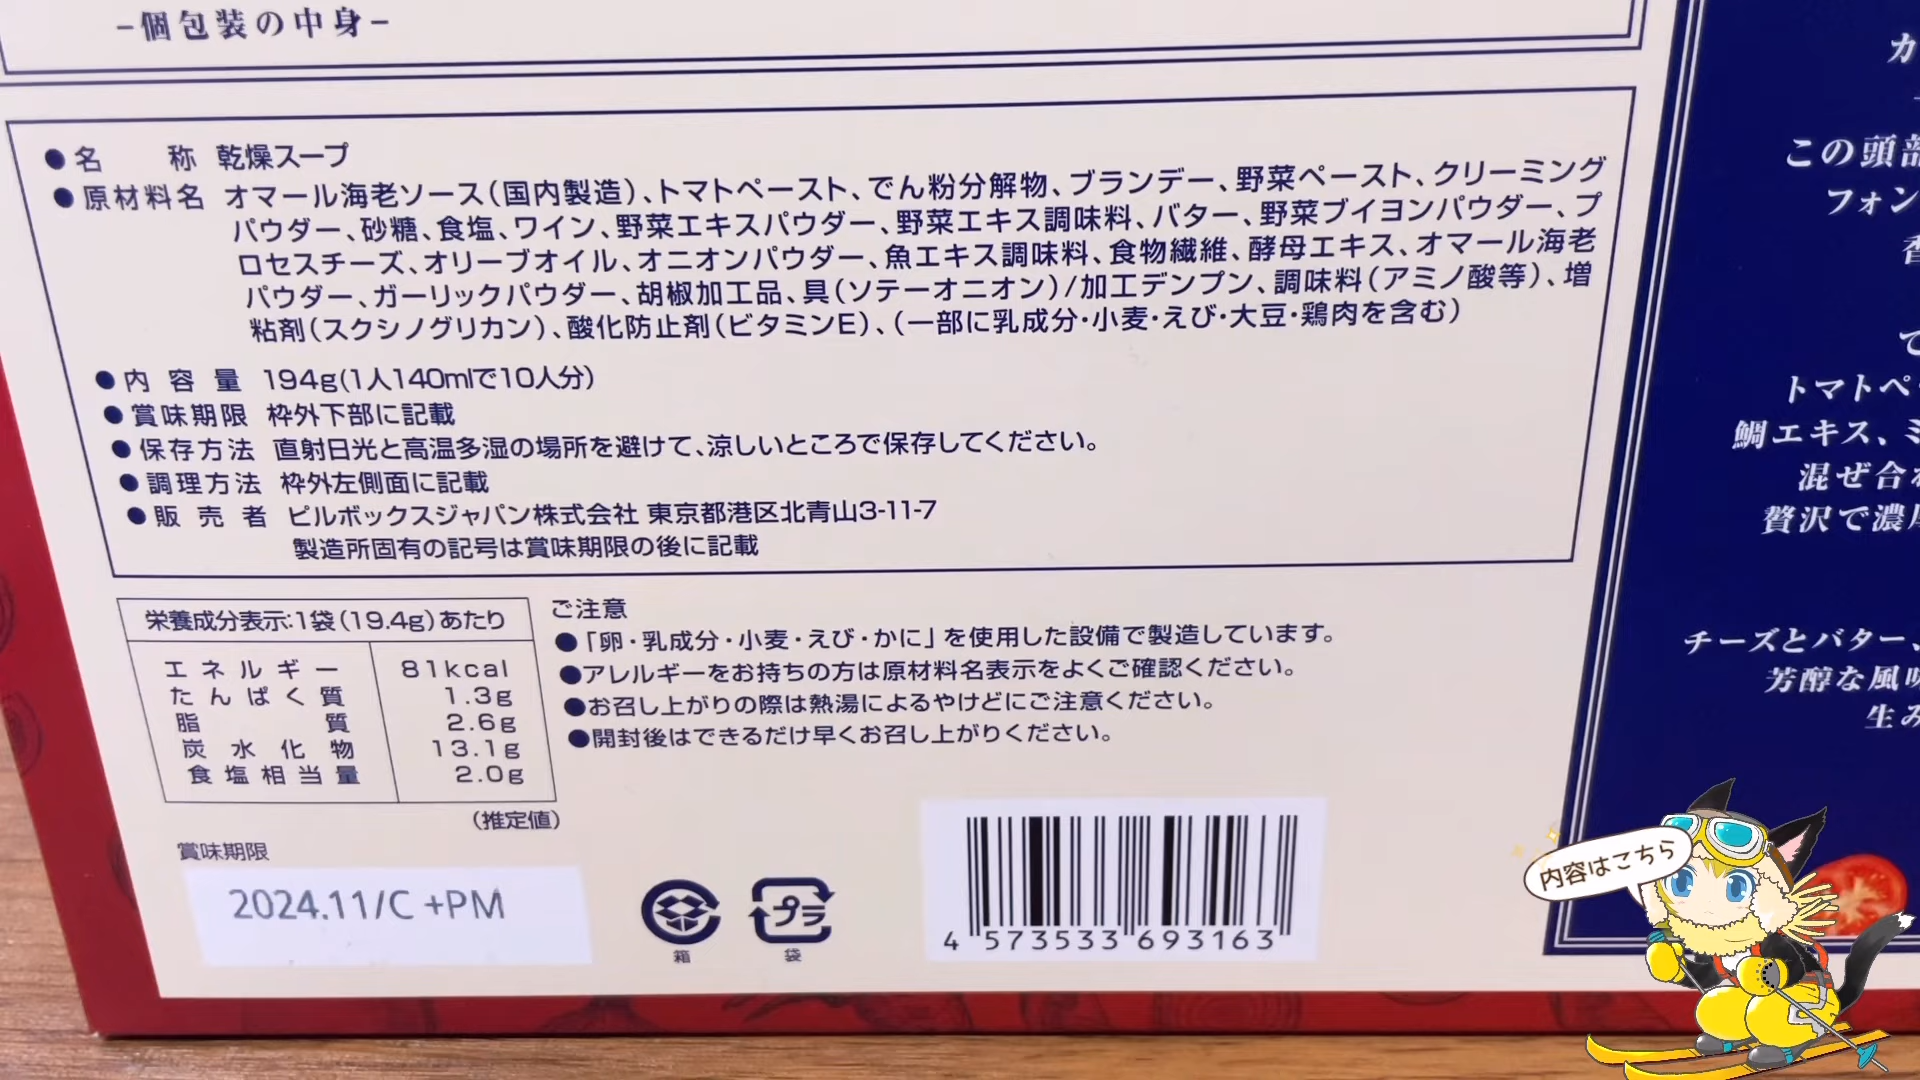 -個包装の中身-
●名称 乾燥スープ
●原材料名 オマール海老ソース(国内製造)、トマトペースト、でん粉分解物、ブランデー、野菜ペースト、クリーミング
パウダー、砂糖、食塩、ワイン、野菜エキスパウダー、野菜エキス調味料、バター、野菜ブイヨンパウダー、プ
ロセスチーズ、オリーブオイル、オニオンパウダー、魚エキス調味料、食物繊維、酵母エキス、オマール海老
パウダー、ガーリックパウダー、胡椒加工品、具(ソテーオニオン)/加工デンプン、調味料(アミノ酸等)、増
粘剤(スクシノグリカン)、酸化防止剤(ビタミンE)、(一部に乳成分・小麦・えび・大豆・鶏肉を含む)
●内容量 194g(1人140mlで10人分)
●賞味期限 枠外下部に記載
●保存方法 直射日光と高温多湿の場所を避けて、涼しいところで保存してください。
●調理方法 枠外左側面に記載
●販売者 ピルボックスジャパン株式会社 東京都港区北青山3-11-7
製造所固有の記号は賞味期限の後に記載
栄養成分表示:1袋(19.4g)あたり
エネルギー 81kcal
たんぱく質 1.3g
脂質 2.6g
炭水化物 13.1g
食塩相当量 2.0g
(推定値)
ご注意
●「卵・乳成分・小麦・えび・かに」を使用した設備で製造しています。
●アレルギーをお持ちの方は原材料名表示をよくご確認ください。
●お召し上がりの際は熱湯によるやけどにご注意ください。
●開封後はできるだけ早くお召し上がりください。
賞味期限
2024.11/C +PM
箱
プラ
袋
4 573533 693163
カ
この頭部
フォン
香
て
トマトペ
鯛エキス、ミ
混ぜ合わ
贅沢で濃厚
チーズとバター、
芳醇な風味
生み
内容はこちら